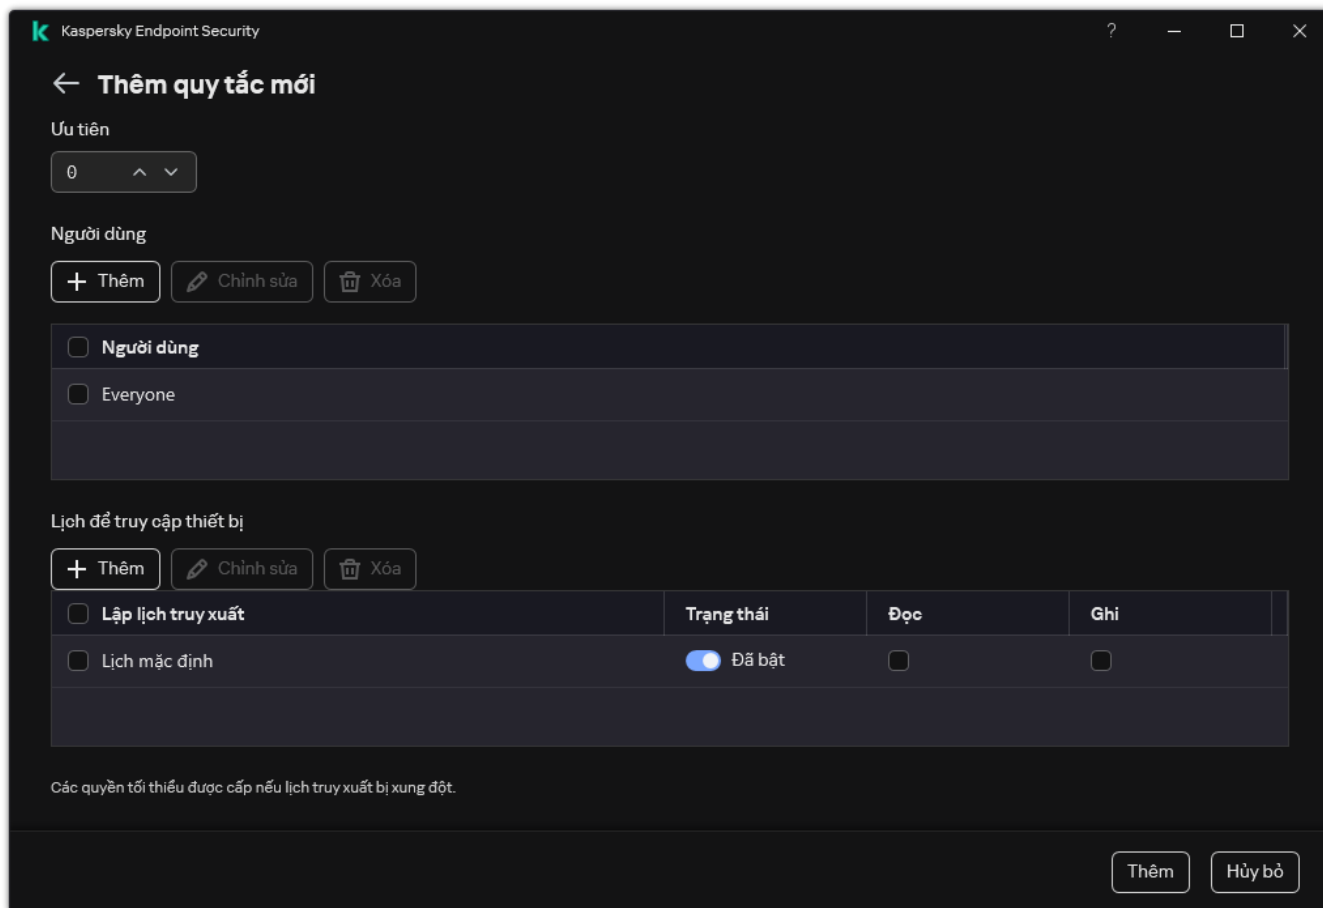 Kaspersky Endpoint Security
Thêm quy tắc mới
Ưu tiên
0
Người dùng
Thêm Chỉnh sửa Xóa
Người dùng
Everyone
Lịch để truy cập thiết bị
Thêm Chỉnh sửa Xóa
Lập lịch truy xuất Trạng thái Đọc Ghi
Lịch mặc định Đã bật
Các quyền tối thiểu được cấp nếu lịch truy xuất bị xung đột.
Thêm Hủy bỏ